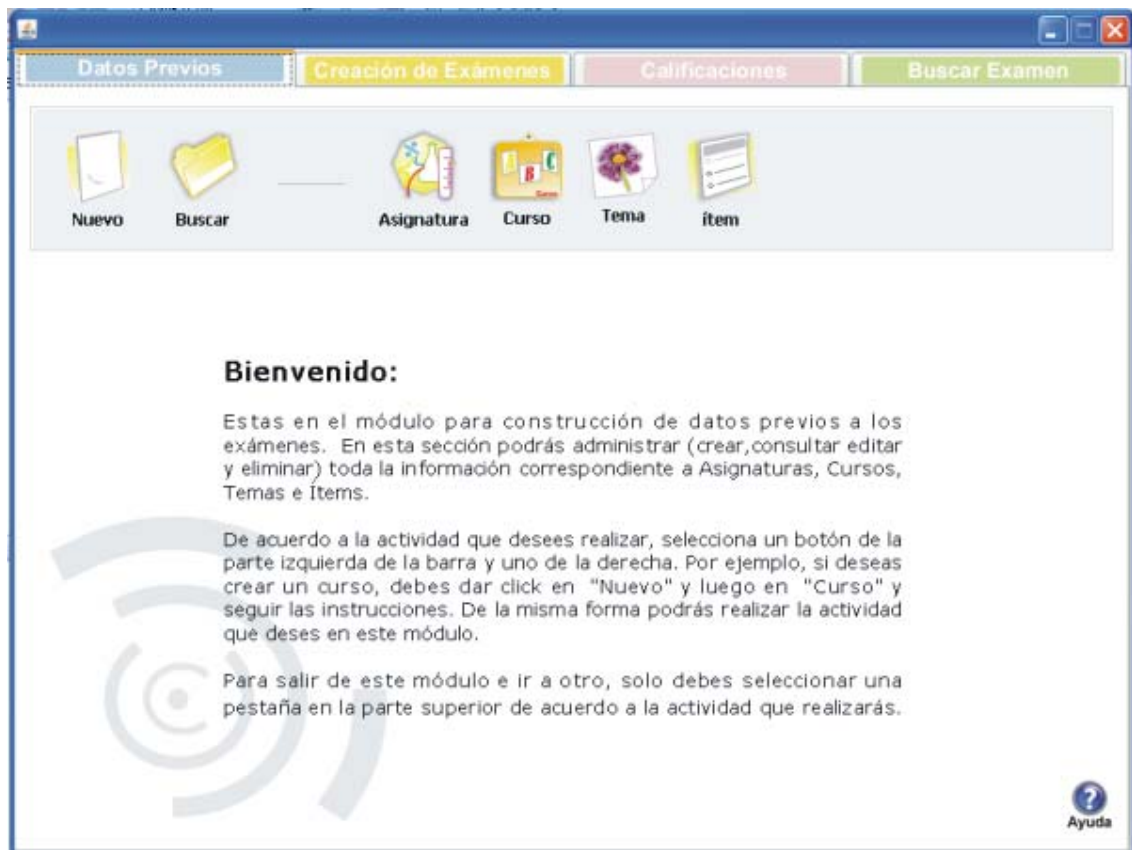 Datos Previos
Creación de Exámenes
Calificaciones
Buscar Examen
Nuevo
Buscar
Asignatura
Curso
Tema
ítem
A
B
C
Bienvenido:
Estas en el módulo para construcción de datos previos a los
exámenes. En esta sección podrás administrar (crear,consultar editar
y eliminar) toda la información correspondiente a Asignaturas, Cursos,
Temas e Ítems.
De acuerdo a la actividad que desees realizar, selecciona un botón de la
parte izquierda de la barra y uno de la derecha. Por ejemplo, si deseas
crear un curso, debes dar click en "Nuevo" y luego en "Curso" y
seguir las instrucciones. De la misma forma podrás realizar la actividad
que deses en este módulo.
Para salir de este módulo e ir a otro, solo debes seleccionar una
pestaña en la parte superior de acuerdo a la actividad que realizarás.
?
Ayuda